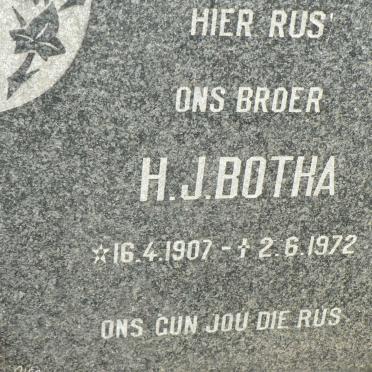 HIER RUS'
ONS BROER
H.J.BOTHA
☆16.4.1907 - ✝ 2.6.1972
ONS GUN JOU DIE RUS